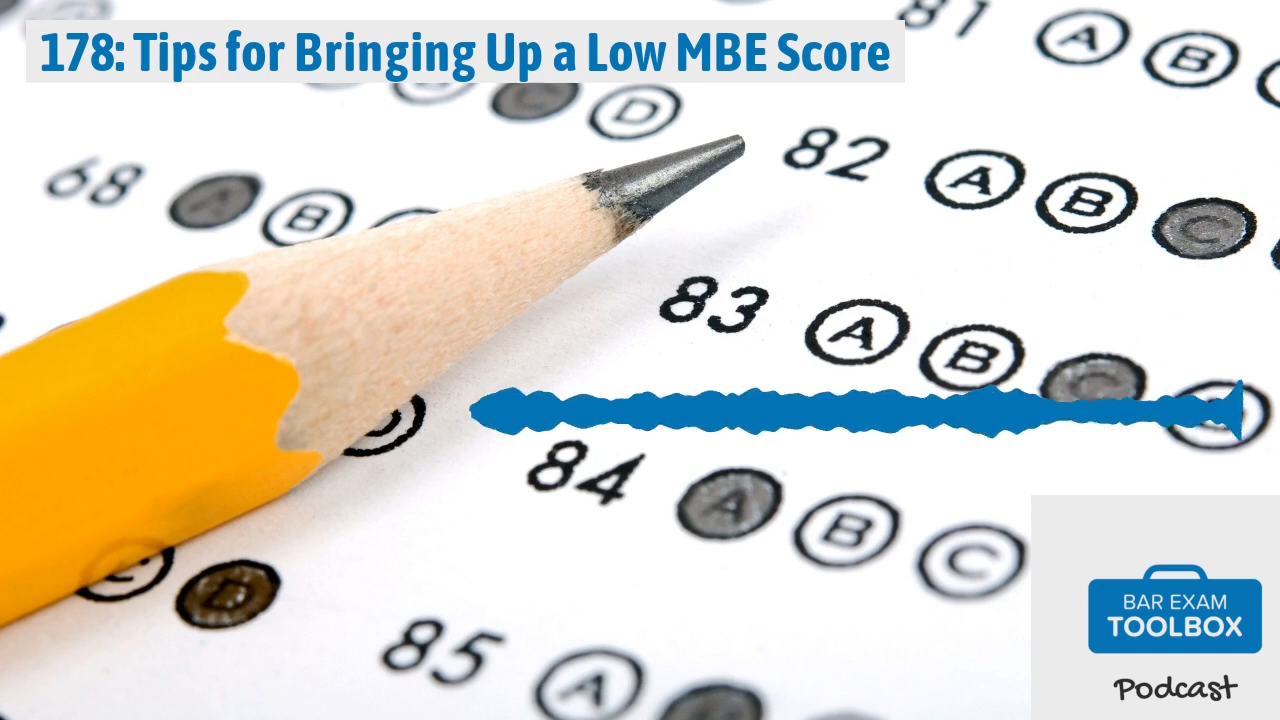 178: Tips for Bringing Up a Low MBE Score
81 A B
D
82 A B C
68 A B
83 A B C
84 A B C
D
85 A
BAR EXAM
TOOLBOX
Podcast